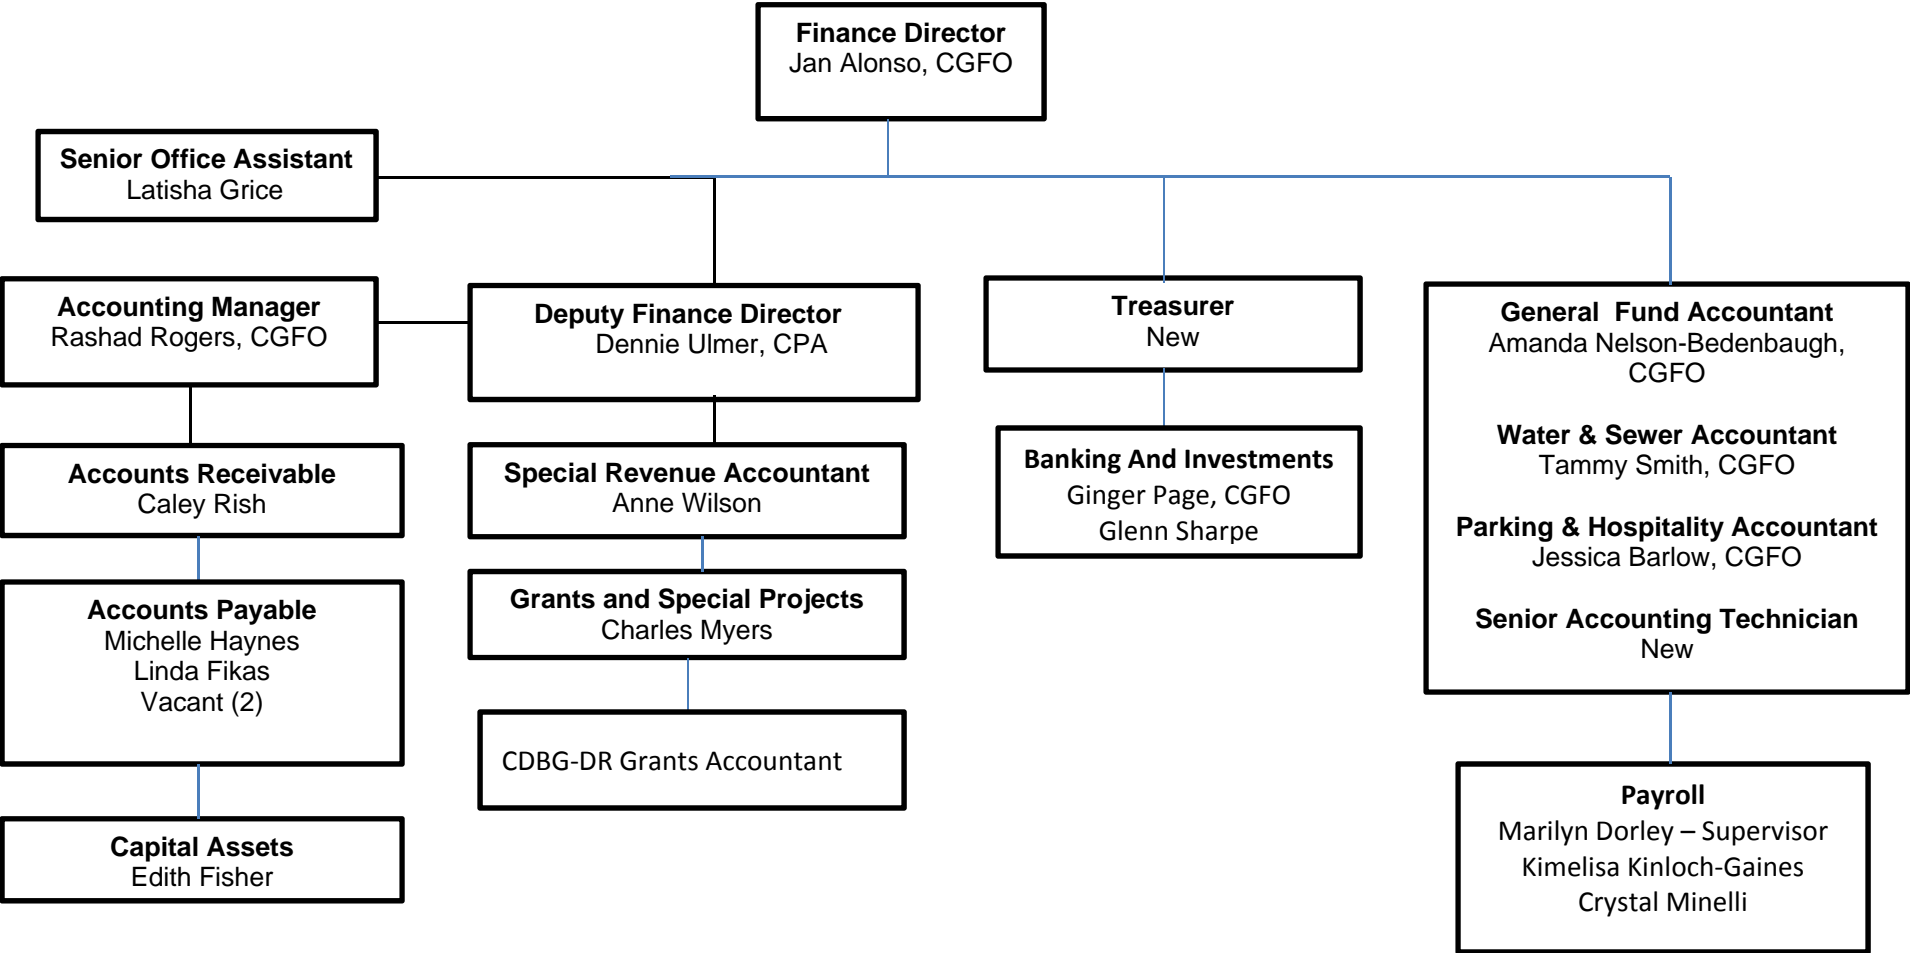 Finance Director
Jan Alonso, CGFO
Senior Office Assistant
Latisha Grice
Accounting Manager
Rashad Rogers, CGFO
Deputy Finance Director
Dennie Ulmer, CPA
Treasurer
New
General  Fund Accountant
Amanda Nelson-Bedenbaugh,
CGFO
Water & Sewer Accountant
Tammy Smith, CGFO
Parking & Hospitality Accountant
Jessica Barlow, CGFO
Senior Accounting Technician
New
Accounts Receivable
Caley Rish
Special Revenue Accountant
Anne Wilson
Banking And Investments
Ginger Page, CGFO
Glenn Sharpe
Accounts Payable
Michelle Haynes
Linda Fikas
Vacant (2)
Grants and Special Projects
Charles Myers
CDBG-DR Grants Accountant
Capital Assets
Edith Fisher
Payroll
Marilyn Dorley – Supervisor
Kimelisa Kinloch-Gaines
Crystal Minelli